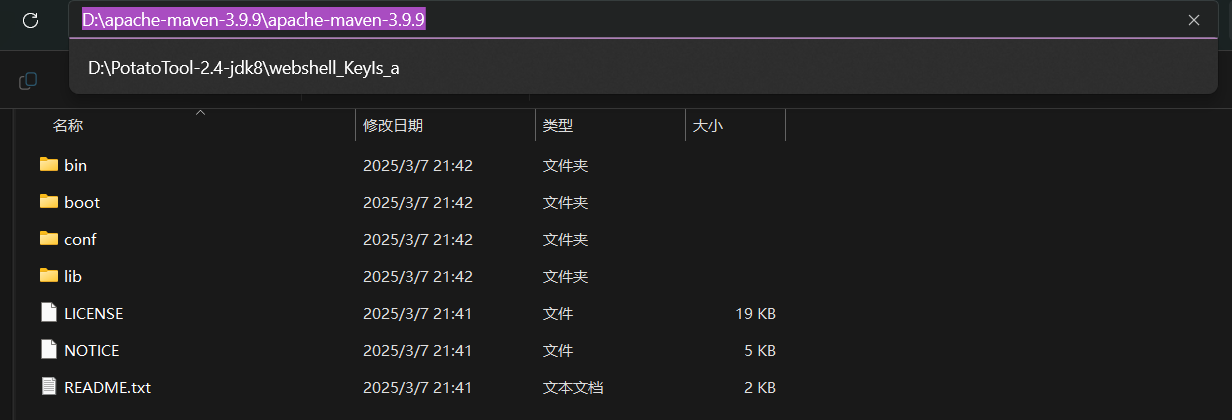 D:\apache-maven-3.9.9\apache-maven-3.9.9
D:\PotatoTool-2.4-jdk8\webshell_KeyIs_a
名称 修改日期 类型 大小
bin 2025/3/7 21:42 文件夹
boot 2025/3/7 21:42 文件夹
conf 2025/3/7 21:42 文件夹
lib 2025/3/7 21:42 文件夹
LICENSE 2025/3/7 21:41 文件 19 KB
NOTICE 2025/3/7 21:41 文件 5 KB
README.txt 2025/3/7 21:41 文本文档 2 KB